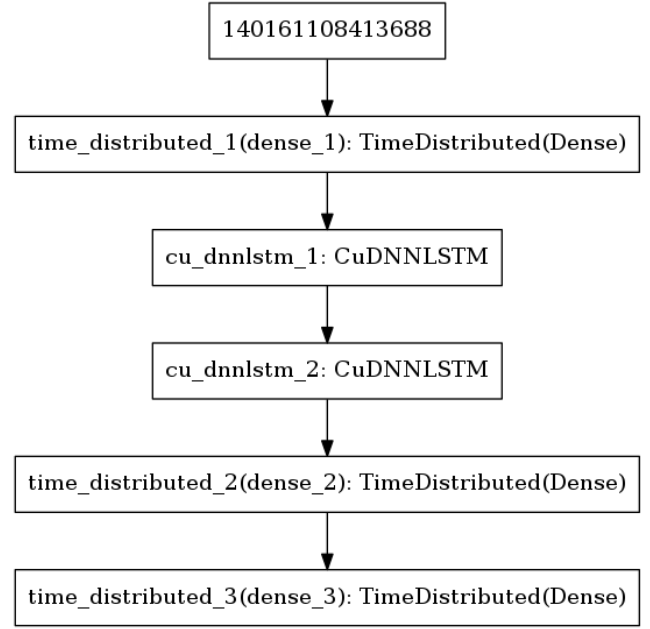 140161108413688
time_distributed_1(dense_1): TimeDistributed(Dense)
cu_dnnlstm_1: CuDNNLSTM
cu_dnnlstm_2: CuDNNLSTM
time_distributed_2(dense_2): TimeDistributed(Dense)
time_distributed_3(dense_3): TimeDistributed(Dense)